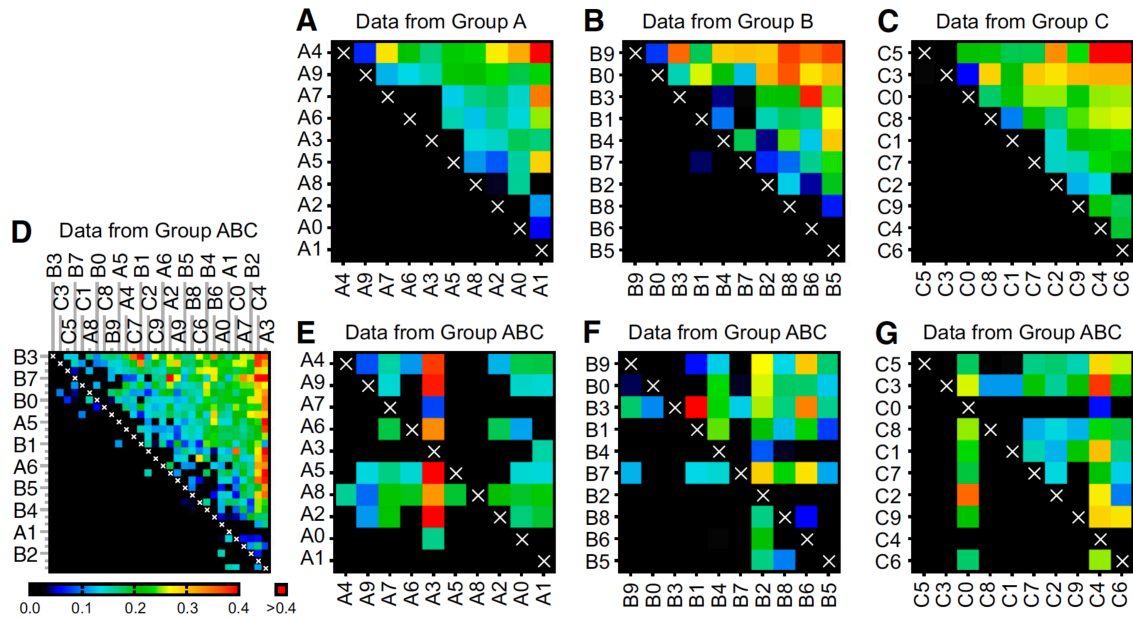 A Data from Group A
A4
A9
A7
A6
A3
A5
A8
A2
A0
A1
A4 A9 A7 A6 A3 A5 A8 A2 A0 A1
B Data from Group B
B9
B0
B3
B1
B4
B7
B2
B8
B6
B5
B9 B0 B3 B1 B4 B7 B2 B8 B6 B5
C Data from Group C
C5
C3
C0
C8
C1
C7
C2
C9
C4
C6
C5 C3 C0 C8 C1 C7 C2 C9 C4 C6
D Data from Group ABC
B3 B7 B0 A5 B1 A6 B5 B4 A1 B2
C3 C1 C8 A4 C2 A2 B8 B6 C0 C4
C5 A8 B9 C7 C9 A9 C6 A0 A7 A3
B3
B7
B0
A5
B1
A6
B5
B4
A1
B2
0.0 0.1 0.2 0.3 0.4 >0.4
E Data from Group ABC
A4
A9
A7
A6
A3
A5
A8
A2
A0
A1
A4 A9 A7 A6 A3 A5 A8 A2 A0 A1
F Data from Group ABC
B9
B0
B3
B1
B4
B7
B2
B8
B6
B5
B9 B0 B3 B1 B4 B7 B2 B8 B6 B5
G Data from Group ABC
C5
C3
C0
C8
C1
C7
C2
C9
C4
C6
C5 C3 C0 C8 C1 C7 C2 C9 C4 C6